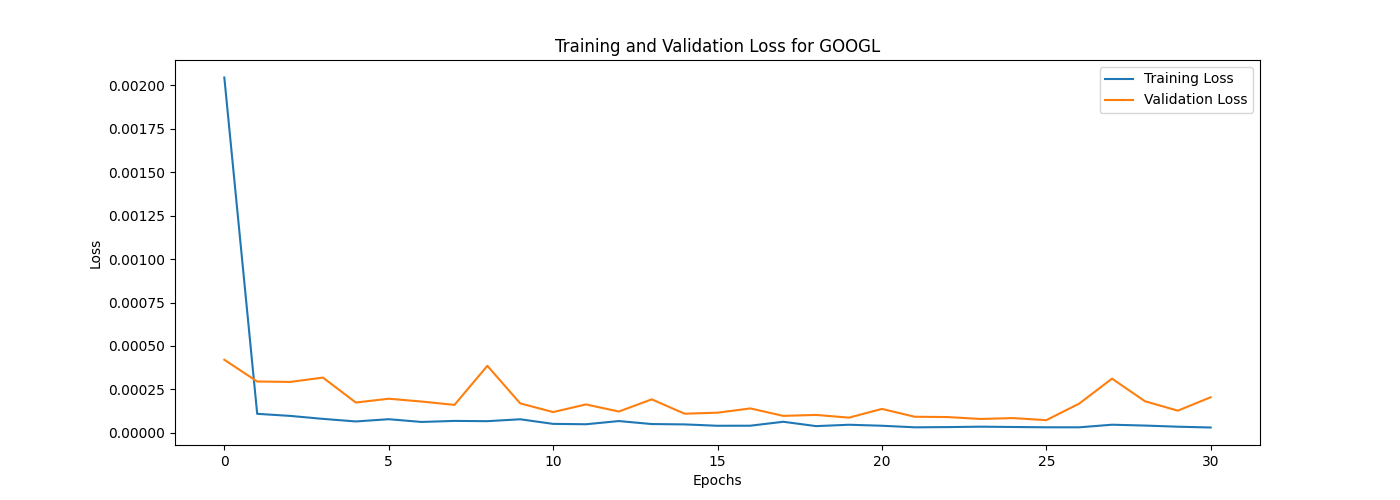 Training and Validation Loss for GOOGL
Training Loss
Validation Loss
0.00200
0.00175
0.00150
0.00125
0.00100
0.00075
0.00050
0.00025
0.00000
Loss
0 5 10 15 20 25 30
Epochs